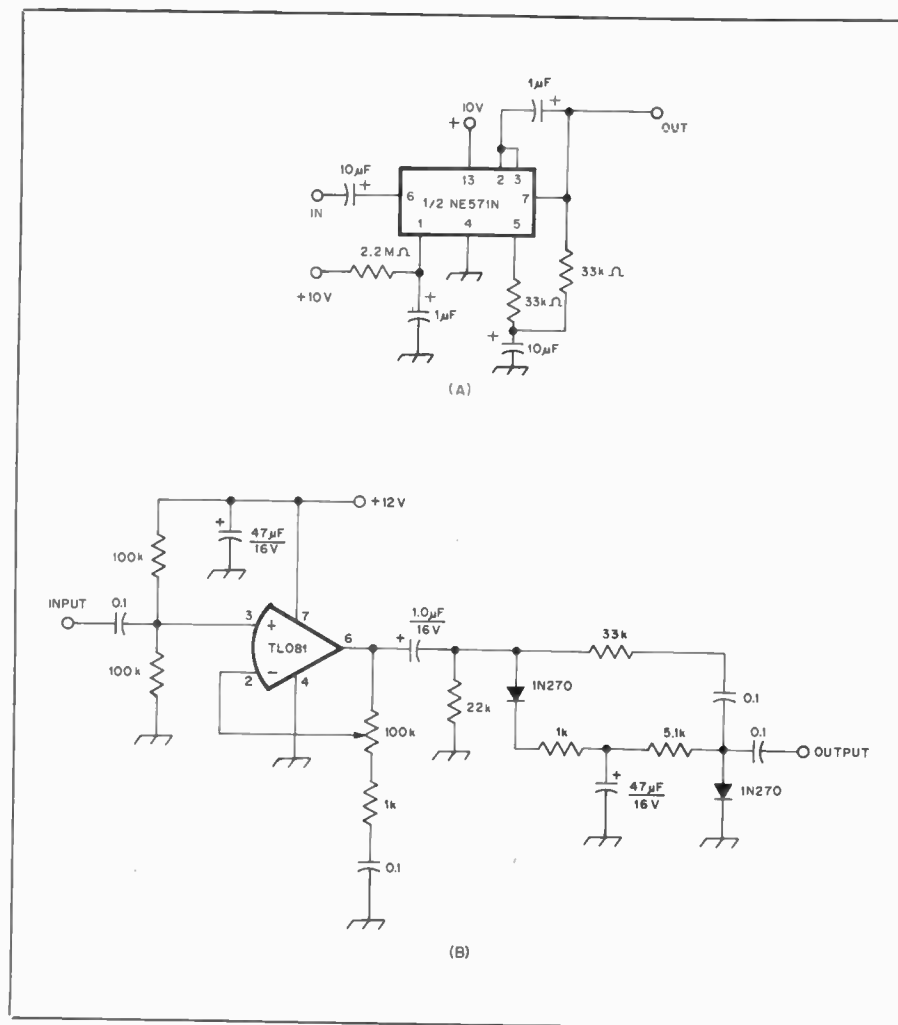 1µF
+
10V
+
OUT
10µF
+
13
2
3
6
1/2 NE571N
7
IN
1
4
5
2.2MΩ
33kΩ
+10V
+
1µF
33kΩ
+
10µF
(A)
+12V
+
47µF
16V
100k
INPUT
0.1
3
+
7
TL081
6
+
1.0µF
16V
33k
2
−
4
1N270
0.1
100k
22k
100k
1k
5.1k
0.1
OUTPUT
+
47µF
16V
1N270
1k
0.1
(B)